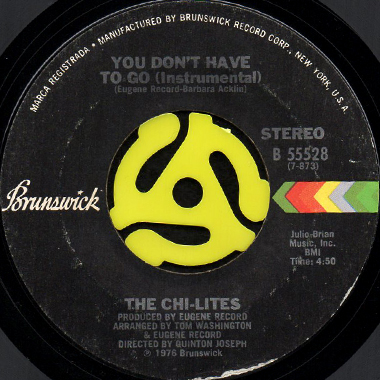 MARCA REGISTRADA • MANUFACTURED BY BRUNSWICK RECORD CORP., NEW YORK, U.S.A.
YOU DON'T HAVE
TO GO (Instrumental)
(Eugene Record-Barbara Acklin)
STEREO
B 55528
(7-873)
Brunswick
Julio-Brian
Music, Inc.
BMI
Time: 4:50
THE CHI-LITES
PRODUCED BY EUGENE RECORD
ARRANGED BY TOM WASHINGTON
& EUGENE RECORD
DIRECTED BY QUINTON JOSEPH
℗ 1976 Brunswick